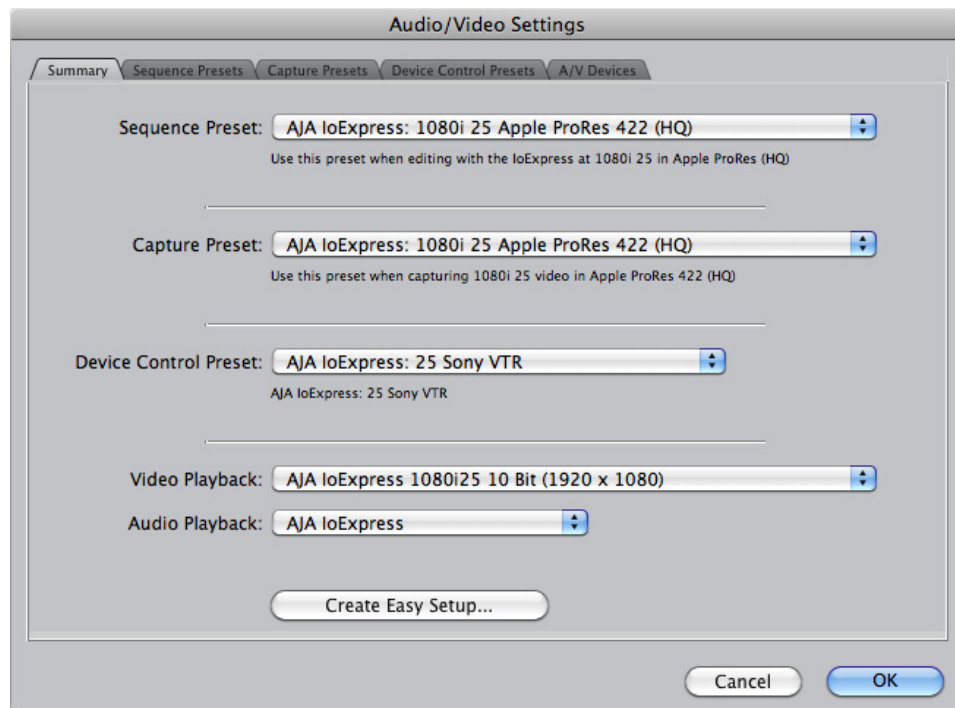 Audio/Video Settings
Summary Sequence Presets Capture Presets Device Control Presets A/V Devices
Sequence Preset: AJA IoExpress: 1080i 25 Apple ProRes 422 (HQ)
Use this preset when editing with the IoExpress at 1080i 25 in Apple ProRes (HQ)
Capture Preset: AJA IoExpress: 1080i 25 Apple ProRes 422 (HQ)
Use this preset when capturing 1080i 25 video in Apple ProRes 422 (HQ)
Device Control Preset: AJA IoExpress: 25 Sony VTR
AJA IoExpress: 25 Sony VTR
Video Playback: AJA IoExpress 1080i25 10 Bit (1920 x 1080)
Audio Playback: AJA IoExpress
Create Easy Setup...
Cancel OK